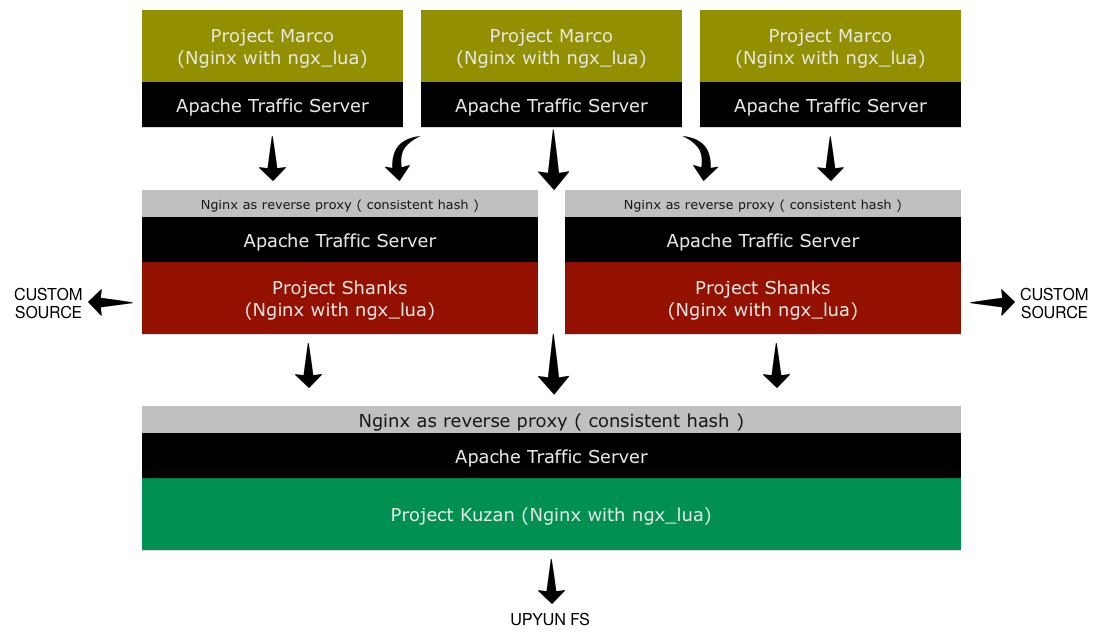 Project Marco
(Nginx with ngx_lua)
Apache Traffic Server
Project Marco
(Nginx with ngx_lua)
Apache Traffic Server
Project Marco
(Nginx with ngx_lua)
Apache Traffic Server
Nginx as reverse proxy ( consistent hash )
Apache Traffic Server
Project Shanks
(Nginx with ngx_lua)
Nginx as reverse proxy ( consistent hash )
Apache Traffic Server
Project Shanks
(Nginx with ngx_lua)
CUSTOM
SOURCE
CUSTOM
SOURCE
Nginx as reverse proxy ( consistent hash )
Apache Traffic Server
Project Kuzan (Nginx with ngx_lua)
UPYUN FS